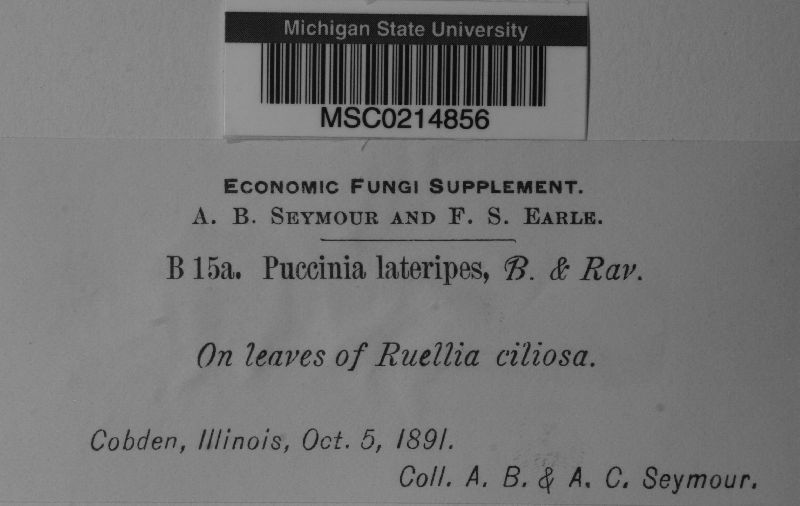 Michigan State University
MSC0214856
ECONOMIC FUNGI SUPPLEMENT.
A. B. SEYMOUR AND F. S. EARLE.
B 15a. Puccinia lateripes, B. & Rav.
On leaves of Ruellia ciliosa.
Cobden, Illinois, Oct. 5, 1891.
Coll. A. B. & A. C. Seymour.